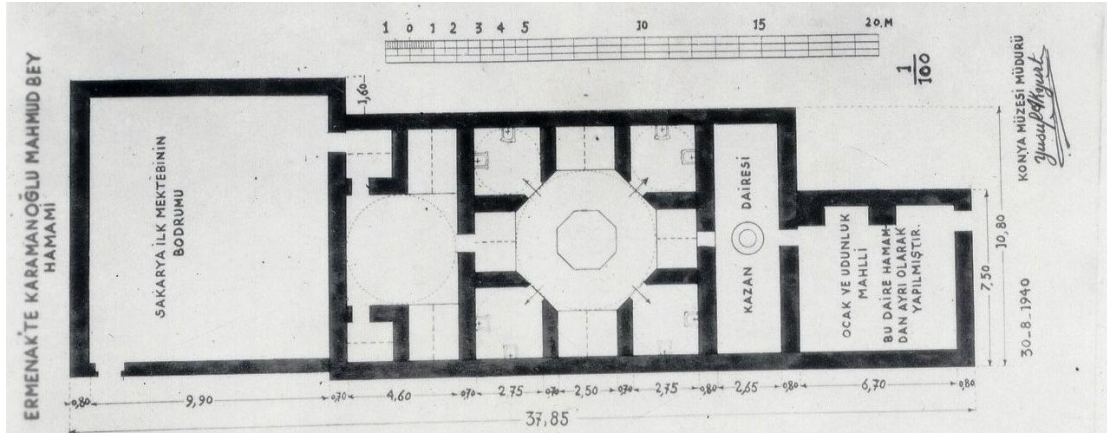 ERMENAK'TE KARAMANOĞLU MAHMUD BEY
HAMAMİ
1 0 1 2 3 4 5 10 15 20.M
1/100
KONYA MÜZESİ MÜDÜRÜ
Yusuf Akyurt
1,60
SAKARYA İLK MEKTEBİNİN
BODRUMU
KAZAN DAİRESİ
OCAK VE UDUNLUK
MAHLLİ
BU DAİRE HAMAM-
DAN AYRI OLARAK
YAPILMIŞTIR.
7,50
10,80
30-8-1940
0,80 9,90 0,70 4,60 0,70 2,75 0,70 2,50 0,70 2,75 0,80 2,65 0,80 6,70 0,80
37,85